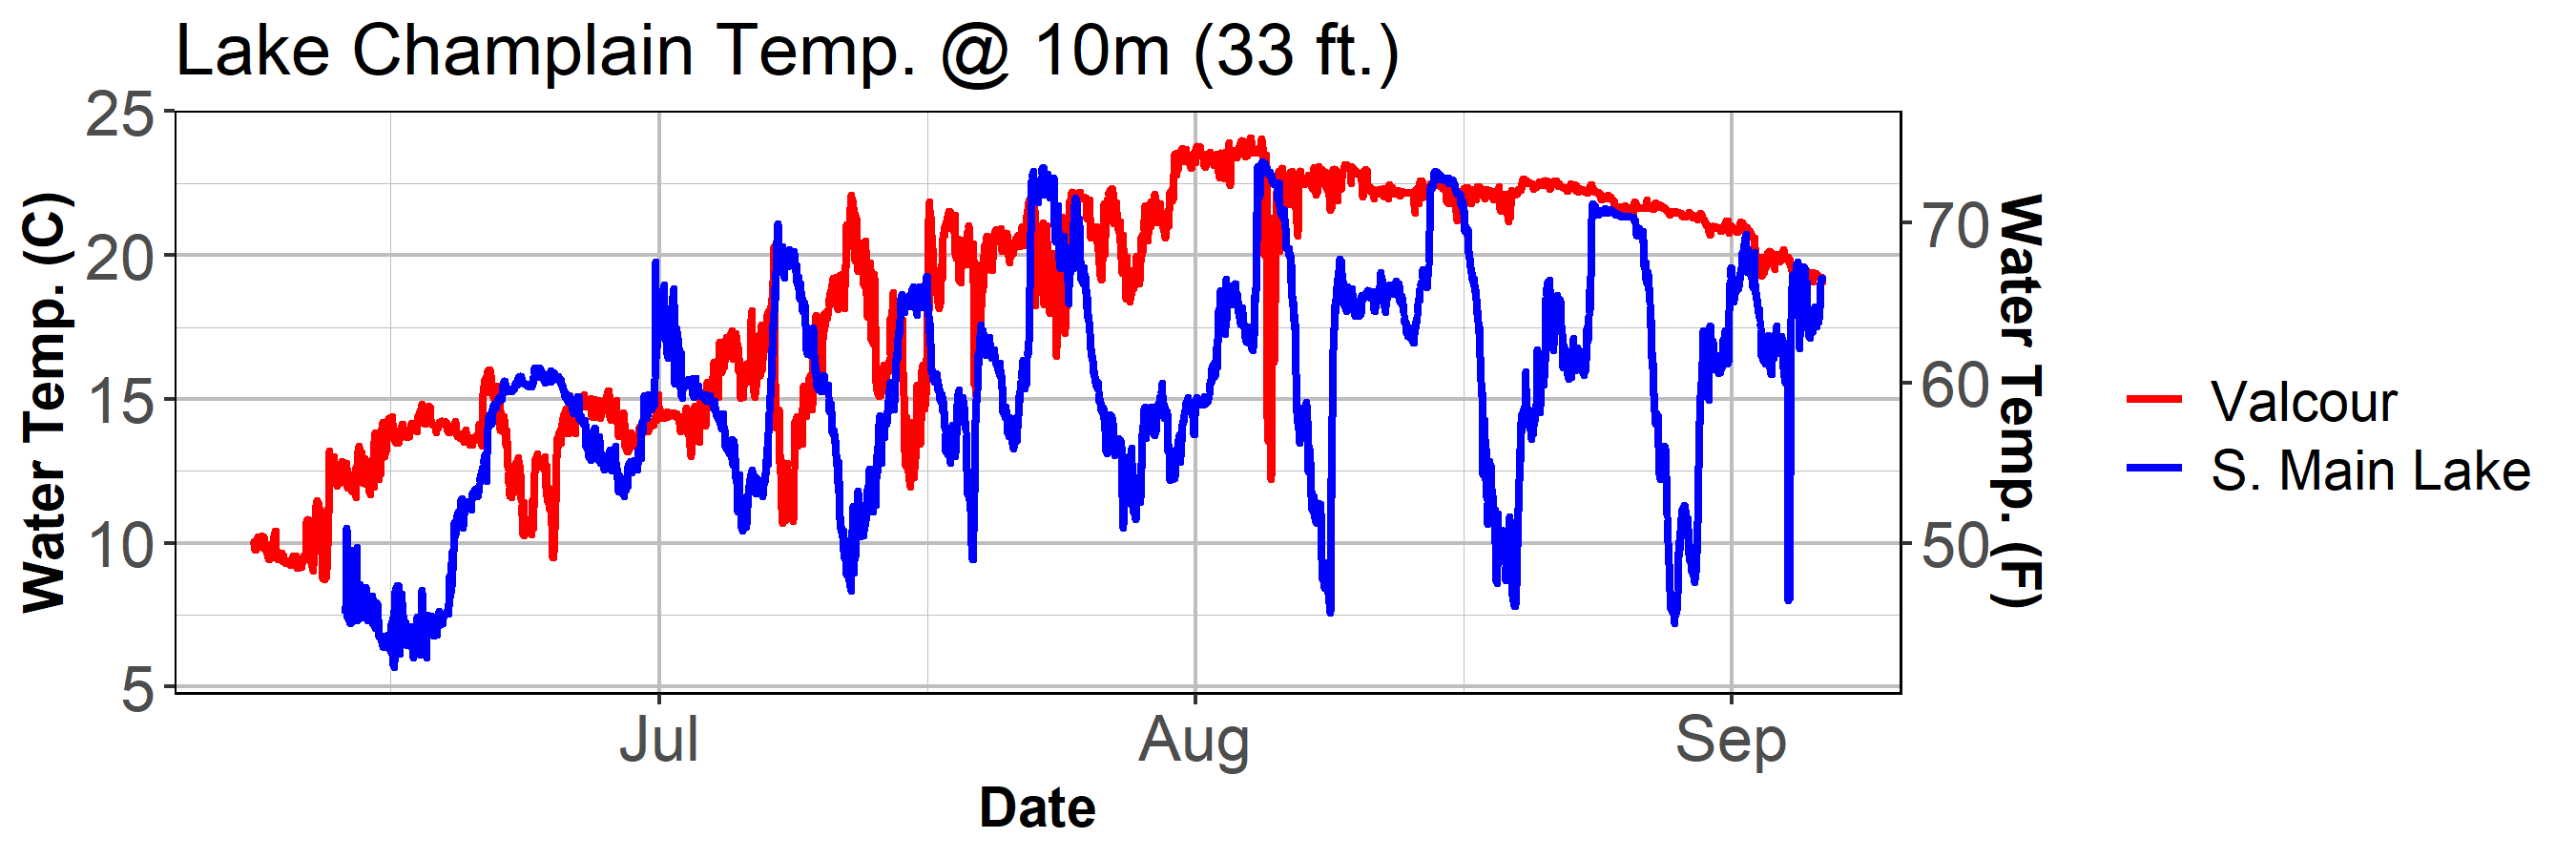 Lake Champlain Temp. @ 10m (33 ft.)
Water Temp. (C)
25
20
15
10
5
Jul
Aug
Sep
Date
70
60
50
Water Temp. (F)
Valcour
S. Main Lake